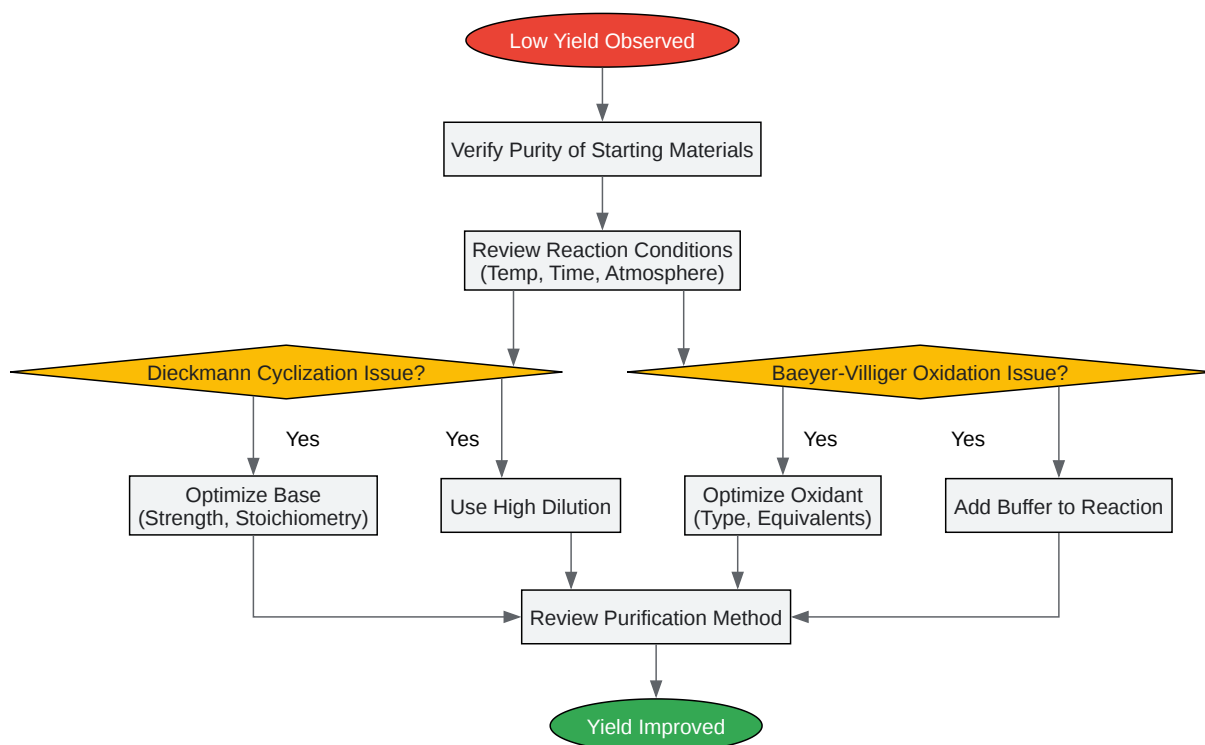 Low Yield Observed
Verify Purity of Starting Materials
Review Reaction Conditions
(Temp, Time, Atmosphere)
Dieckmann Cyclization Issue?
Baeyer-Villiger Oxidation Issue?
Yes
Yes
Yes
Yes
Optimize Base
(Strength, Stoichiometry)
Use High Dilution
Optimize Oxidant
(Type, Equivalents)
Add Buffer to Reaction
Review Purification Method
Yield Improved